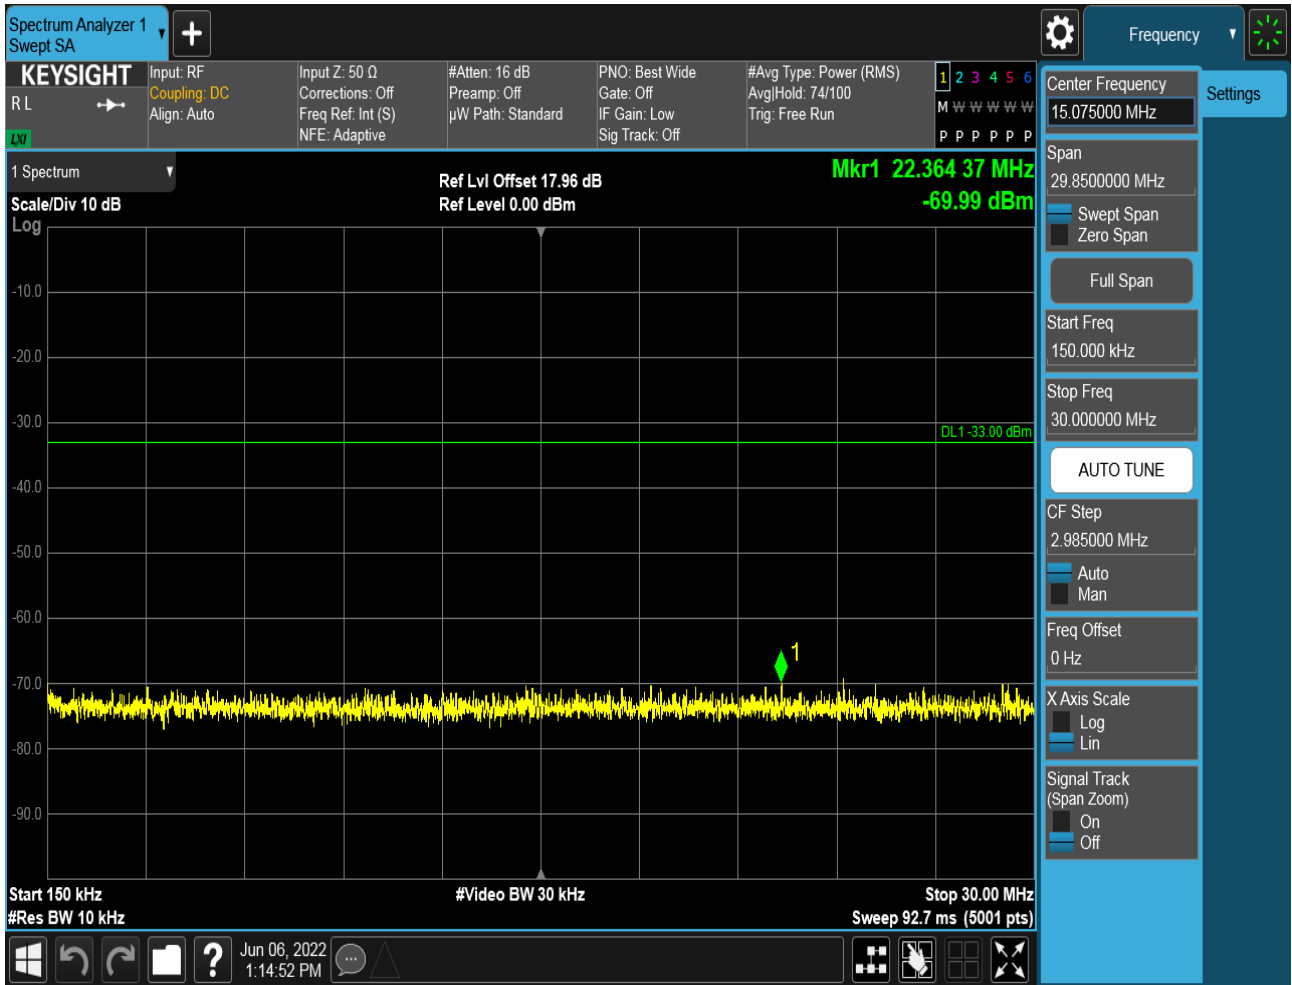 Spectrum Analyzer 1
Swept SA
Frequency
KEYSIGHT
R L
LXI
Input: RF
Coupling: DC
Align: Auto
Input Z: 50 Ω
Corrections: Off
Freq Ref: Int (S)
NFE: Adaptive
#Atten: 16 dB
Preamp: Off
µW Path: Standard
PNO: Best Wide
Gate: Off
IF Gain: Low
Sig Track: Off
#Avg Type: Power (RMS)
Avg|Hold: 74/100
Trig: Free Run
1 2 3 4 5 6
M W W W W W
P P P P P P
1 Spectrum
Scale/Div 10 dB
Log
Ref Lvl Offset 17.96 dB
Ref Level 0.00 dBm
Mkr1 22.364 37 MHz
-69.99 dBm
-10.0
-20.0
-30.0
DL1 -33.00 dBm
-40.0
-50.0
-60.0
1
-70.0
-80.0
-90.0
Start 150 kHz
#Res BW 10 kHz
#Video BW 30 kHz
Stop 30.00 MHz
Sweep 92.7 ms (5001 pts)
Jun 06, 2022
1:14:52 PM
Center Frequency
15.075000 MHz
Settings
Span
29.8500000 MHz
Swept Span
Zero Span
Full Span
Start Freq
150.000 kHz
Stop Freq
30.000000 MHz
AUTO TUNE
CF Step
2.985000 MHz
Auto
Man
Freq Offset
0 Hz
X Axis Scale
Log
Lin
Signal Track
(Span Zoom)
On
Off